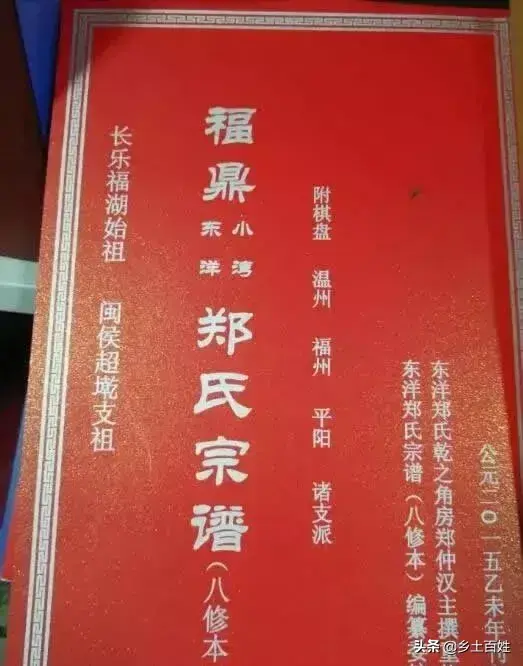 公元二〇一五乙未年
东洋郑氏乾之角房郑仲汉主撰
东洋郑氏宗谱（八修本）编纂
附棋盘 温州 福州 平阳 诸支派
福鼎小湾东洋郑氏宗谱（八修本
长乐福湖始祖 闽侯超墘支祖
头条 @乡土百姓